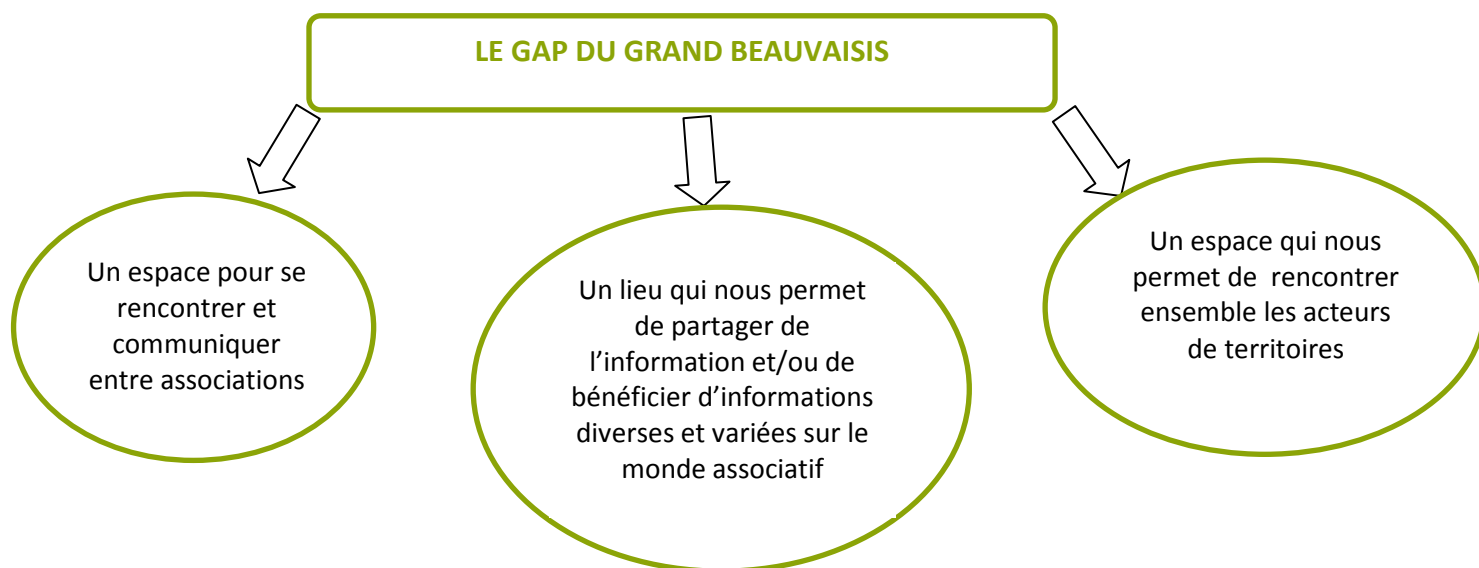 LE GAP DU GRAND BEAUVAISIS
Un espace pour se
rencontrer et
communiquer
entre associations
Un lieu qui nous permet
de partager de
l’information et/ou de
bénéficier d’informations
diverses et variées sur le
monde associatif
Un espace qui nous
permet de  rencontrer
ensemble les acteurs
de territoires